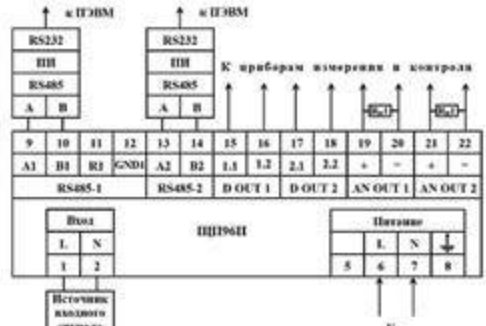 к ПЭВМ к ПЭВМ
RS232 RS232
ПИ ПИ
RS485 RS485
К приборам измерения и контроля
A B A B
Rн1 Rн1
9 10 11 12 13 14 15 16 17 18 19 20 21 22
A1 B1 R1 GND1 A2 B2 1.1 1.2 2.1 2.2 + − + −
RS485-1 RS485-2 D OUT 1 D OUT 2 AN OUT 1 AN OUT 2
Вход ЩП96П Питание
L N L N
1 2 5 6 7 8
Источник
входного